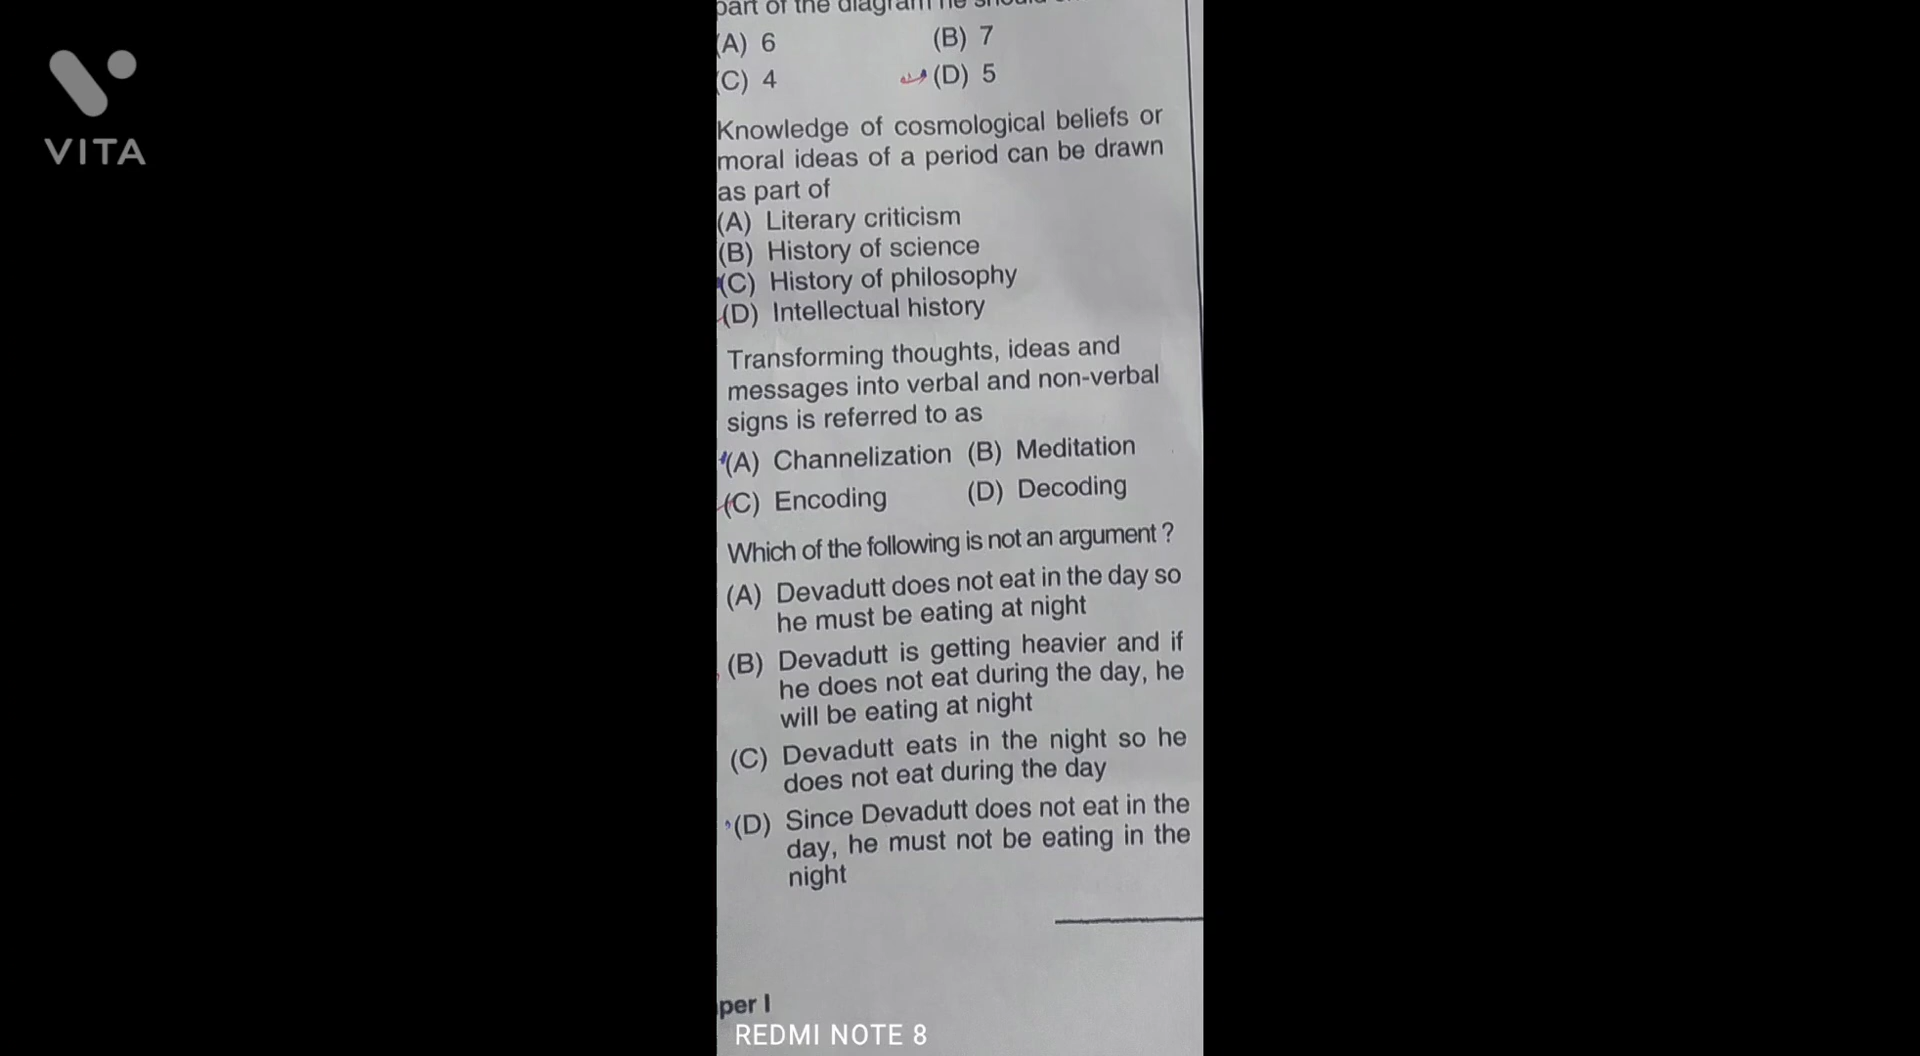 VITA
part of the diagram he should
(A) 6 (B) 7
(C) 4 (D) 5
Knowledge of cosmological beliefs or
moral ideas of a period can be drawn
as part of
(A) Literary criticism
(B) History of science
(C) History of philosophy
(D) Intellectual history
Transforming thoughts, ideas and
messages into verbal and non-verbal
signs is referred to as
(A) Channelization (B) Meditation
(C) Encoding (D) Decoding
Which of the following is not an argument ?
(A) Devadutt does not eat in the day so
he must be eating at night
(B) Devadutt is getting heavier and if
he does not eat during the day, he
will be eating at night
(C) Devadutt eats in the night so he
does not eat during the day
(D) Since Devadutt does not eat in the
day, he must not be eating in the
night
per I
REDMI NOTE 8